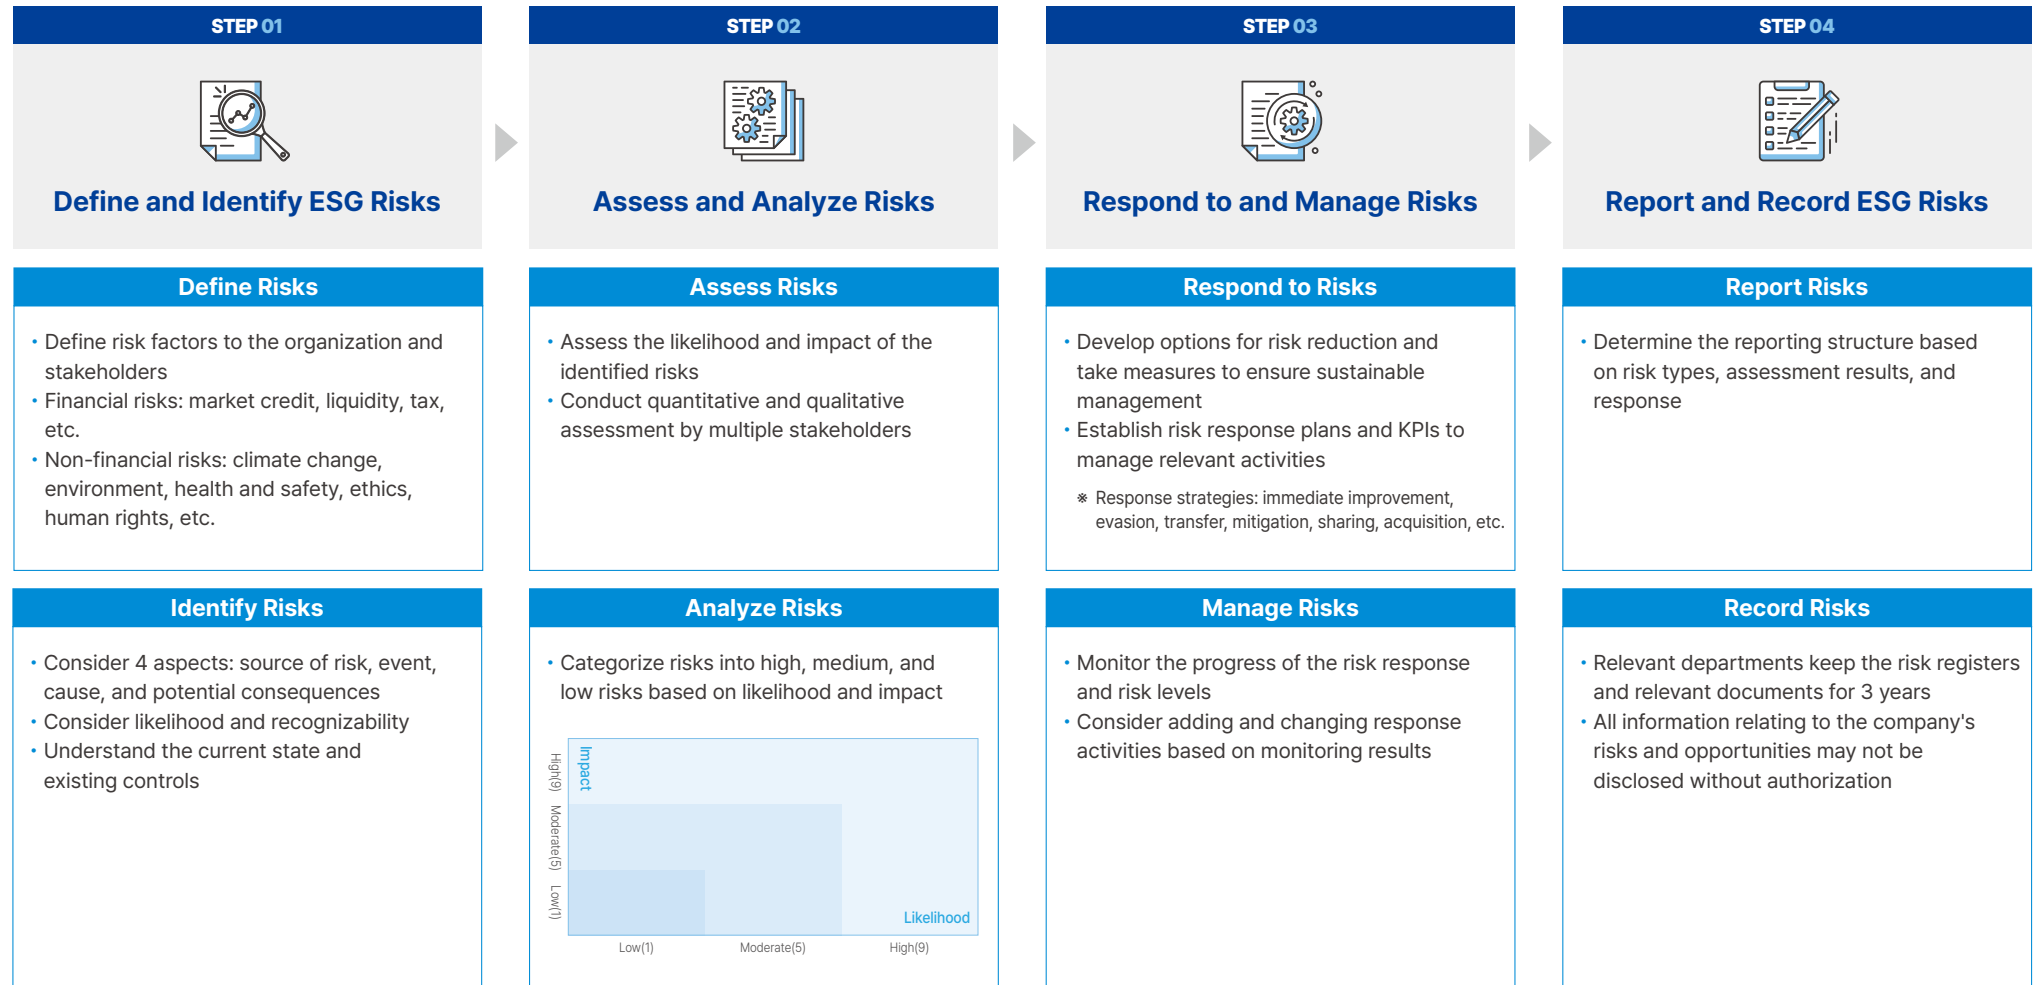 STEP 01
Define and Identify ESG Risks
Define Risks
• Define risk factors to the organization and
stakeholders
• Financial risks: market credit, liquidity, tax,
etc.
• Non-financial risks: climate change,
environment, health and safety, ethics,
human rights, etc.
Identify Risks
• Consider 4 aspects: source of risk, event,
cause, and potential consequences
• Consider likelihood and recognizability
• Understand the current state and
existing controls
STEP 02
Assess and Analyze Risks
Assess Risks
• Assess the likelihood and impact of the
identified risks
• Conduct quantitative and qualitative
assessment by multiple stakeholders
Analyze Risks
• Categorize risks into high, medium, and
low risks based on likelihood and impact
Impact
High(9)
Moderate(5)
Low(1)
Likelihood
Low(1)
Moderate(5)
High(9)
STEP 03
Respond to and Manage Risks
Respond to Risks
• Develop options for risk reduction and
take measures to ensure sustainable
management
• Establish risk response plans and KPIs to
manage relevant activities
※ Response strategies: immediate improvement,
evasion, transfer, mitigation, sharing, acquisition, etc.
Manage Risks
• Monitor the progress of the risk response
and risk levels
• Consider adding and changing response
activities based on monitoring results
STEP 04
Report and Record ESG Risks
Report Risks
• Determine the reporting structure based
on risk types, assessment results, and
response
Record Risks
• Relevant departments keep the risk registers
and relevant documents for 3 years
• All information relating to the company's
risks and opportunities may not be
disclosed without authorization